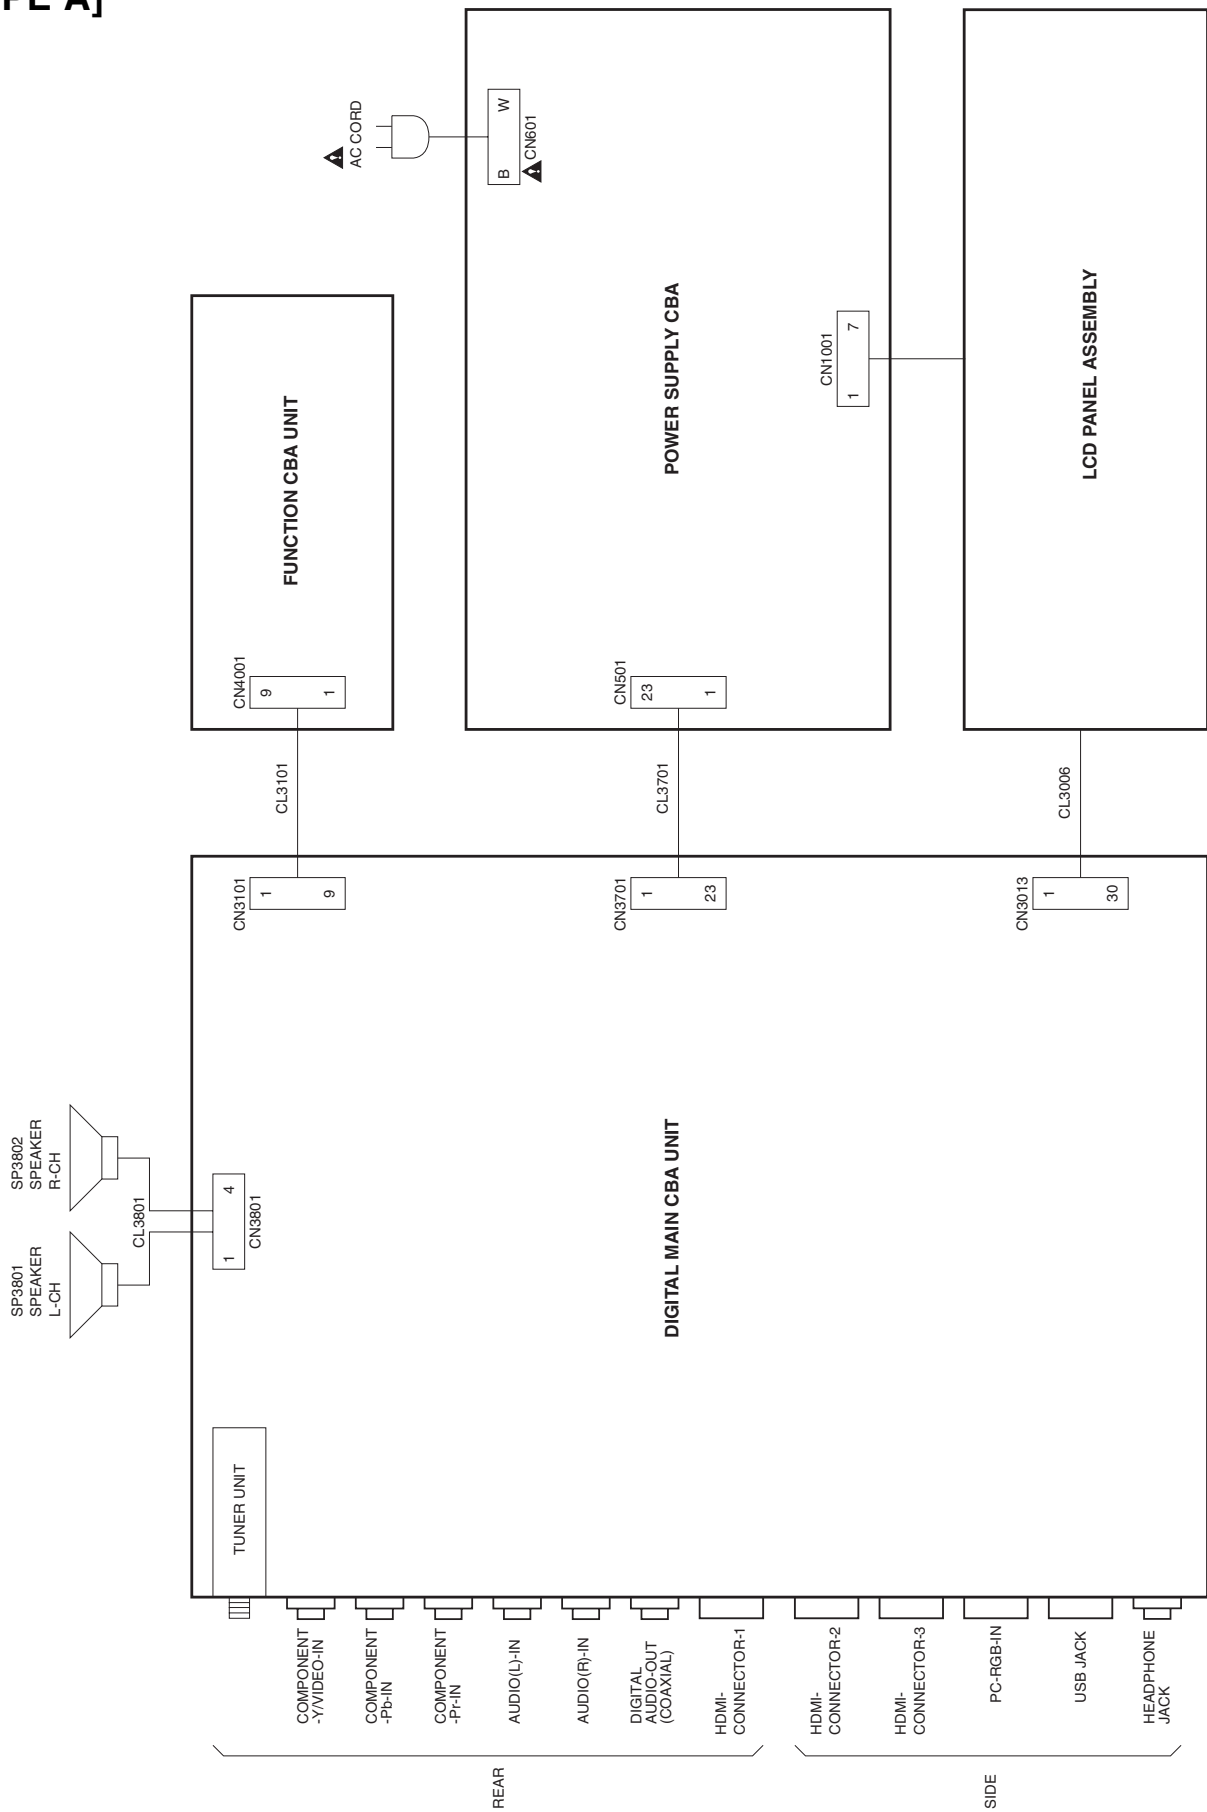 PE A]
AC CORD
W
B
CN601
FUNCTION CBA UNIT
CN4001
9
1
POWER SUPPLY CBA
CN501
23
1
CN1001
1
7
LCD PANEL ASSEMBLY
CL3101
CL3701
CL3006
CN3101
1
9
CN3701
1
23
CN3013
1
30
SP3802
SPEAKER
R-CH
SP3801
SPEAKER
L-CH
CL3801
1
4
CN3801
DIGITAL MAIN CBA UNIT
TUNER UNIT
COMPONENT
-Y/VIDEO-IN
COMPONENT
-Pb-IN
COMPONENT
-Pr-IN
AUDIO(L)-IN
AUDIO(R)-IN
DIGITAL
AUDIO-OUT
(COAXIAL)
HDMI-
CONNECTOR-1
HDMI-
CONNECTOR-2
HDMI-
CONNECTOR-3
PC-RGB-IN
USB JACK
HEADPHONE
JACK
REAR
SIDE